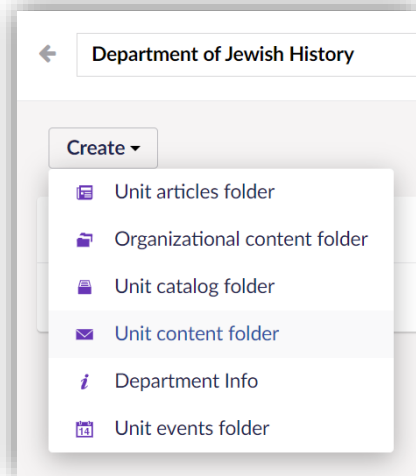 Department of Jewish History
Create
Unit articles folder
Organizational content folder
Unit catalog folder
Unit content folder
Department Info
14
Unit events folder